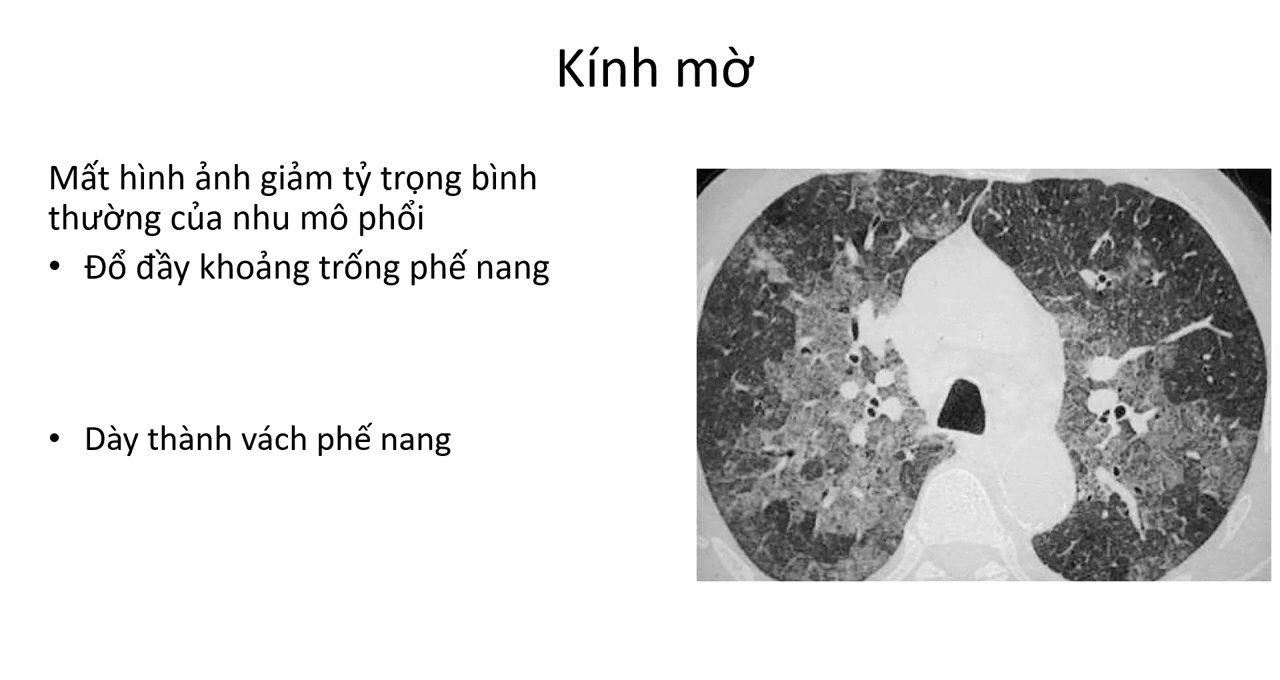 Kính mờ
Mất hình ảnh giảm tỷ trọng bình
thường của nhu mô phổi
• Đổ đầy khoảng trống phế nang
• Dày thành vách phế nang